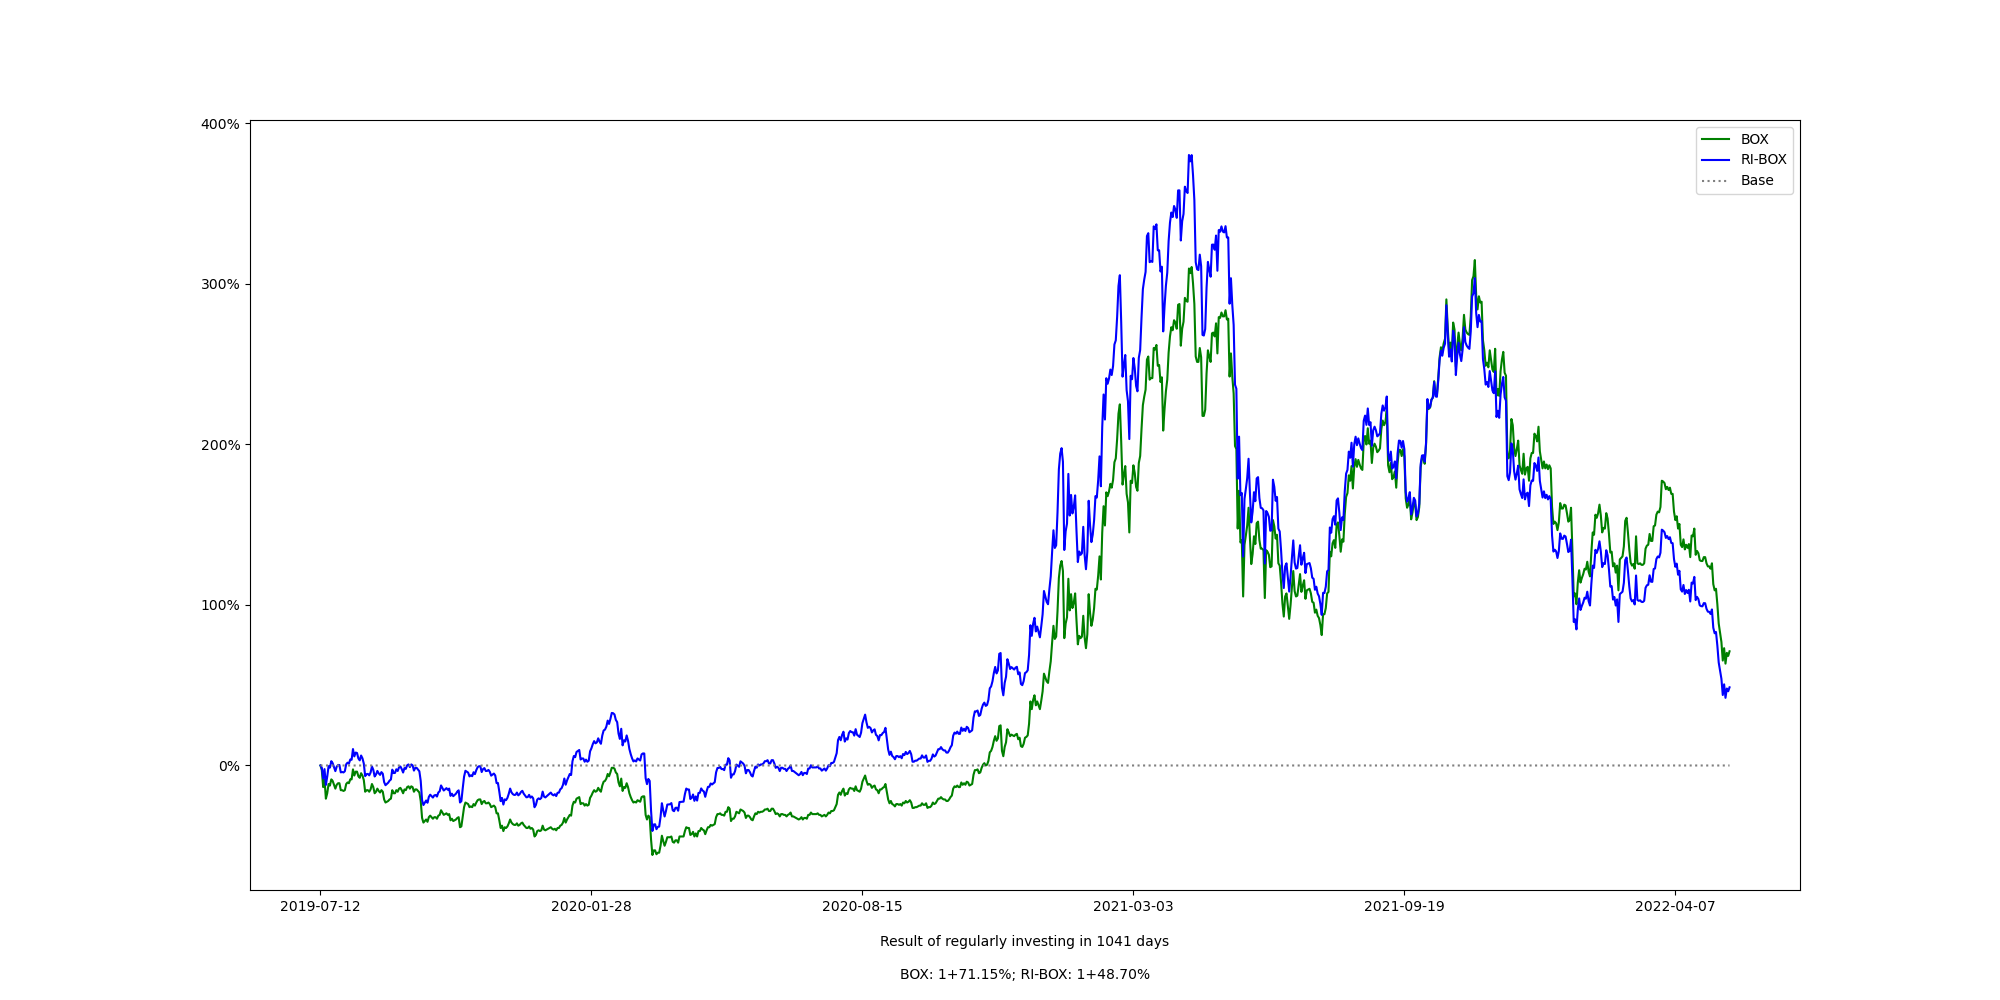 400%
300%
200%
100%
0%
BOX
RI-BOX
Base
2019-07-12
2020-01-28
2020-08-15
2021-03-03
2021-09-19
2022-04-07
Result of regularly investing in 1041 days
BOX: 1+71.15%; RI-BOX: 1+48.70%